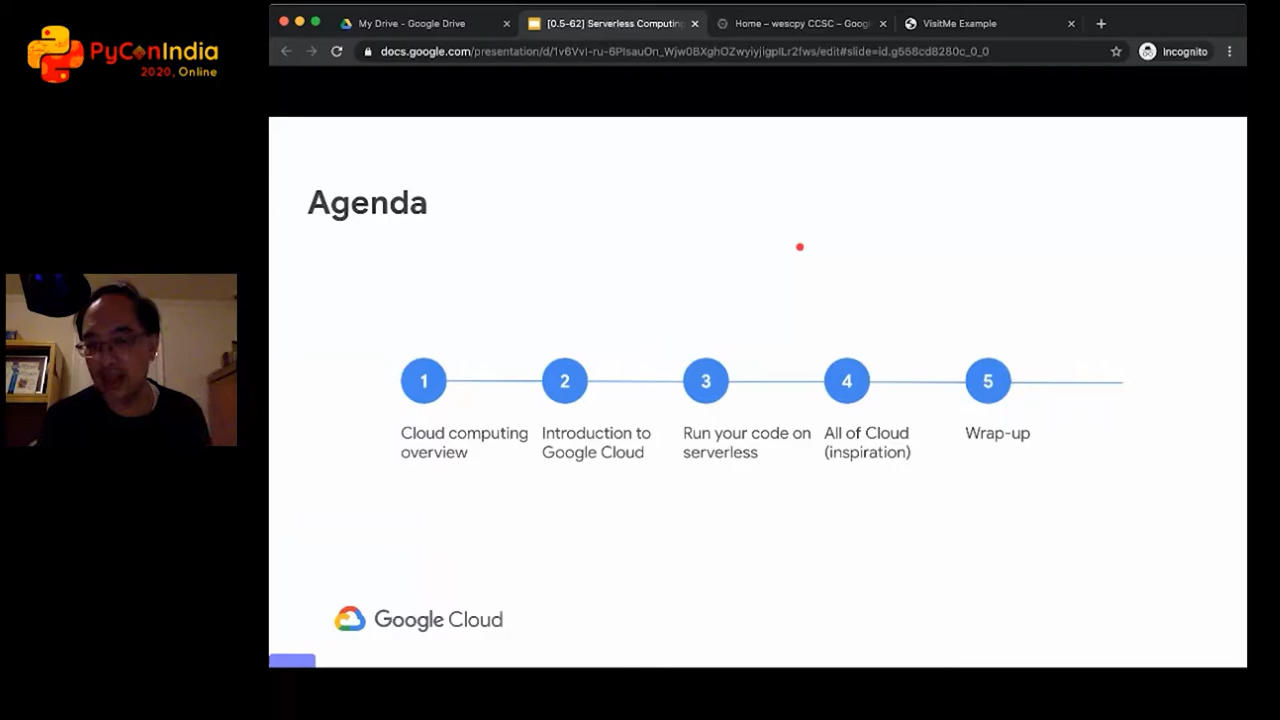 PyConIndia
2020, Online
My Drive - Google Drive
[0.5-62] Serverless Computing
Home – wescpy CCSC – Googl
VisitMe Example
Incognito
Agenda
1
2
3
4
5
Cloud computing
overview
Introduction to
Google Cloud
Run your code on
serverless
All of Cloud
(inspiration)
Wrap-up
Google Cloud